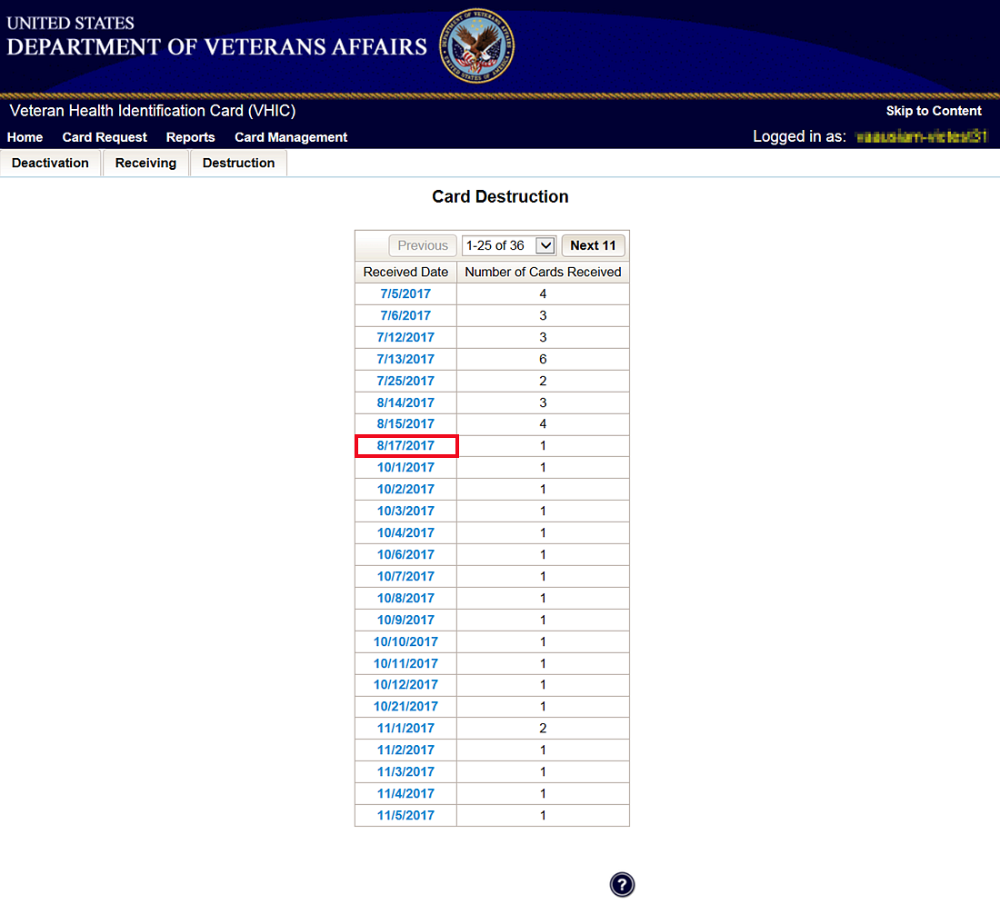 UNITED STATES
DEPARTMENT OF VETERANS AFFAIRS
Veteran Health Identification Card (VHIC)
Skip to Content
Home Card Request Reports Card Management
Logged in as:
Deactivation Receiving Destruction
Card Destruction
Previous 1-25 of 36 Next 11
Received Date Number of Cards Received
7/5/2017 4
7/6/2017 3
7/12/2017 3
7/13/2017 6
7/25/2017 2
8/14/2017 3
8/15/2017 4
8/17/2017 1
10/1/2017 1
10/2/2017 1
10/3/2017 1
10/4/2017 1
10/6/2017 1
10/7/2017 1
10/8/2017 1
10/9/2017 1
10/10/2017 1
10/11/2017 1
10/12/2017 1
10/21/2017 1
11/1/2017 2
11/2/2017 1
11/3/2017 1
11/4/2017 1
11/5/2017 1
?